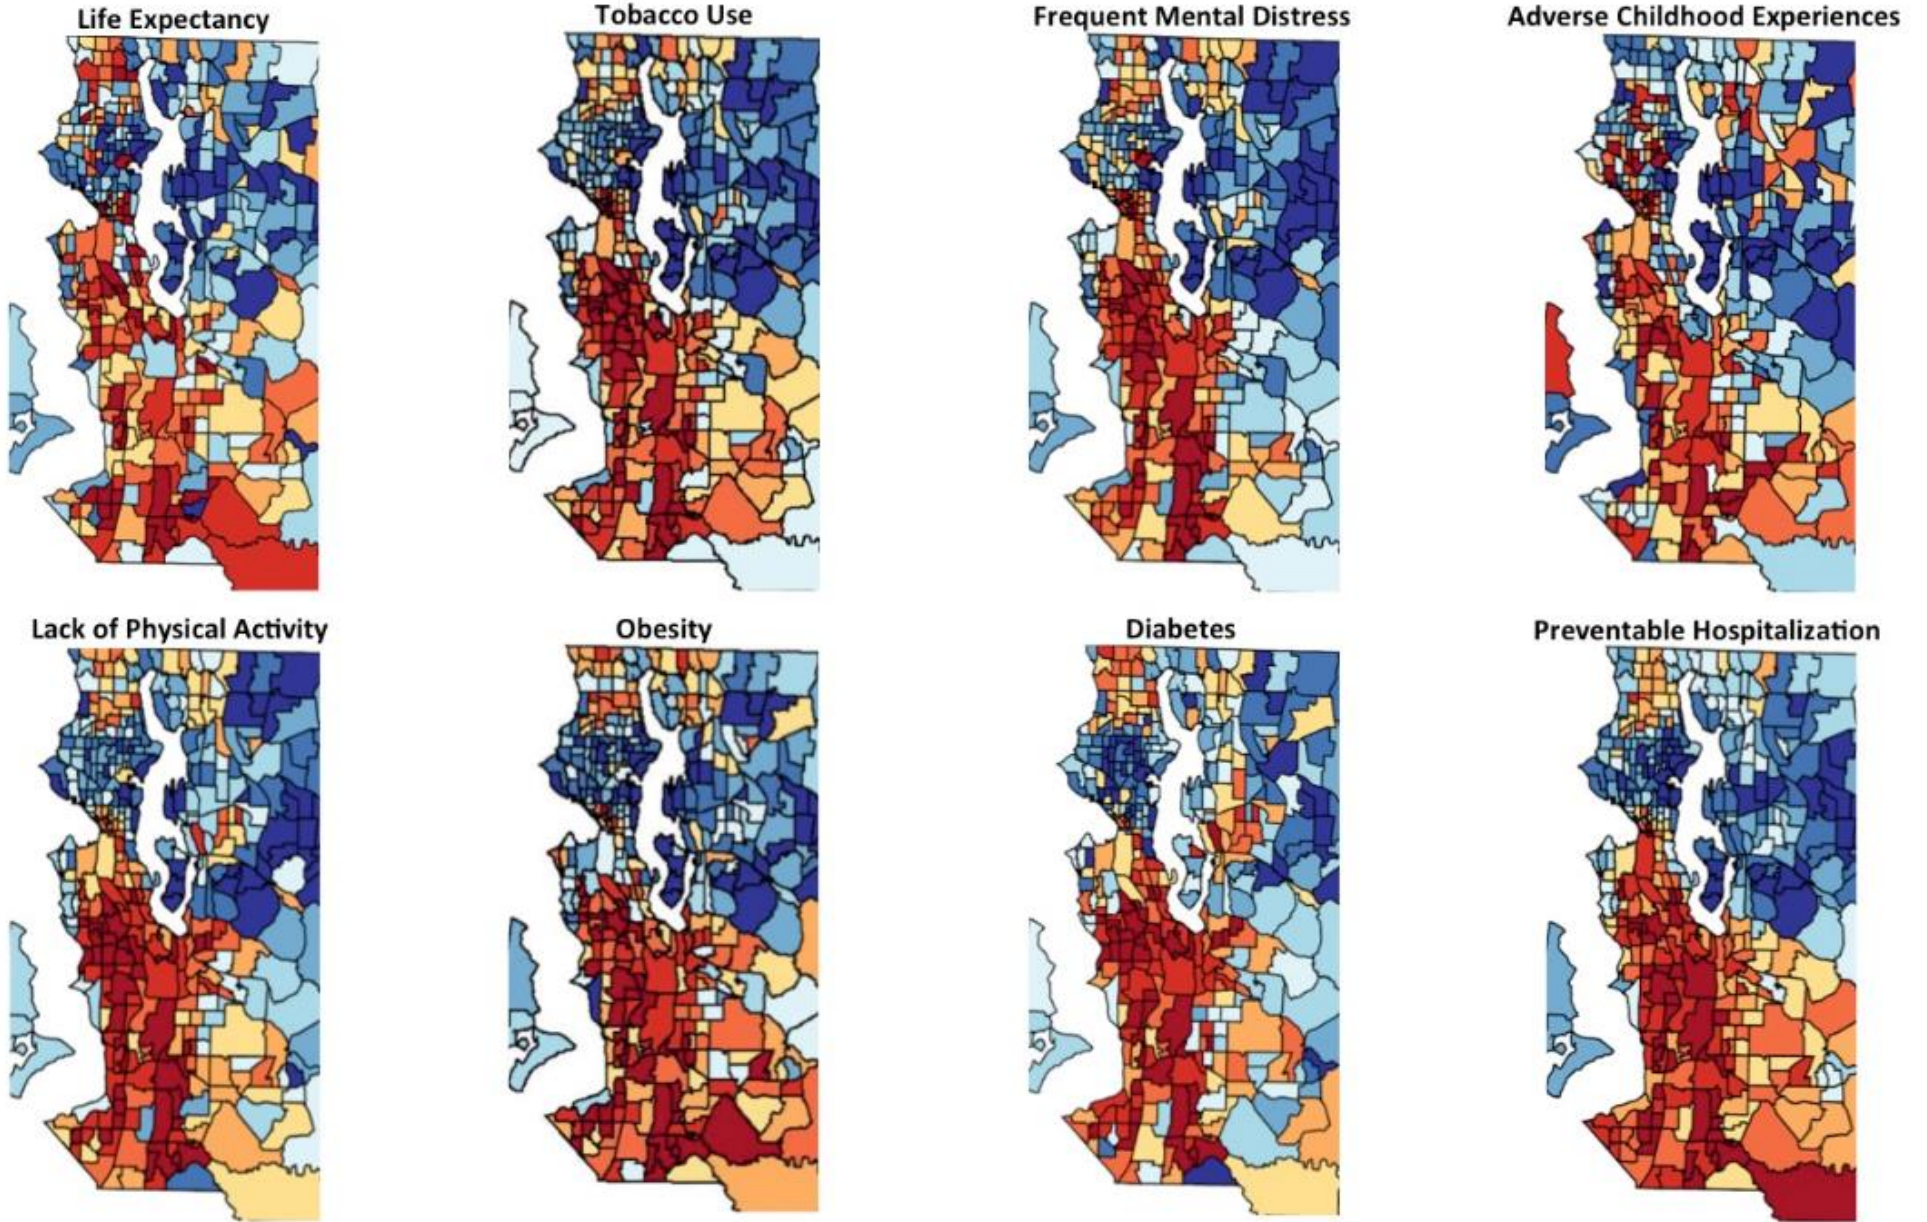 Life Expectancy
Tobacco Use
Frequent Mental Distress
Adverse Childhood Experiences
Lack of Physical Activity
Obesity
Diabetes
Preventable Hospitalization